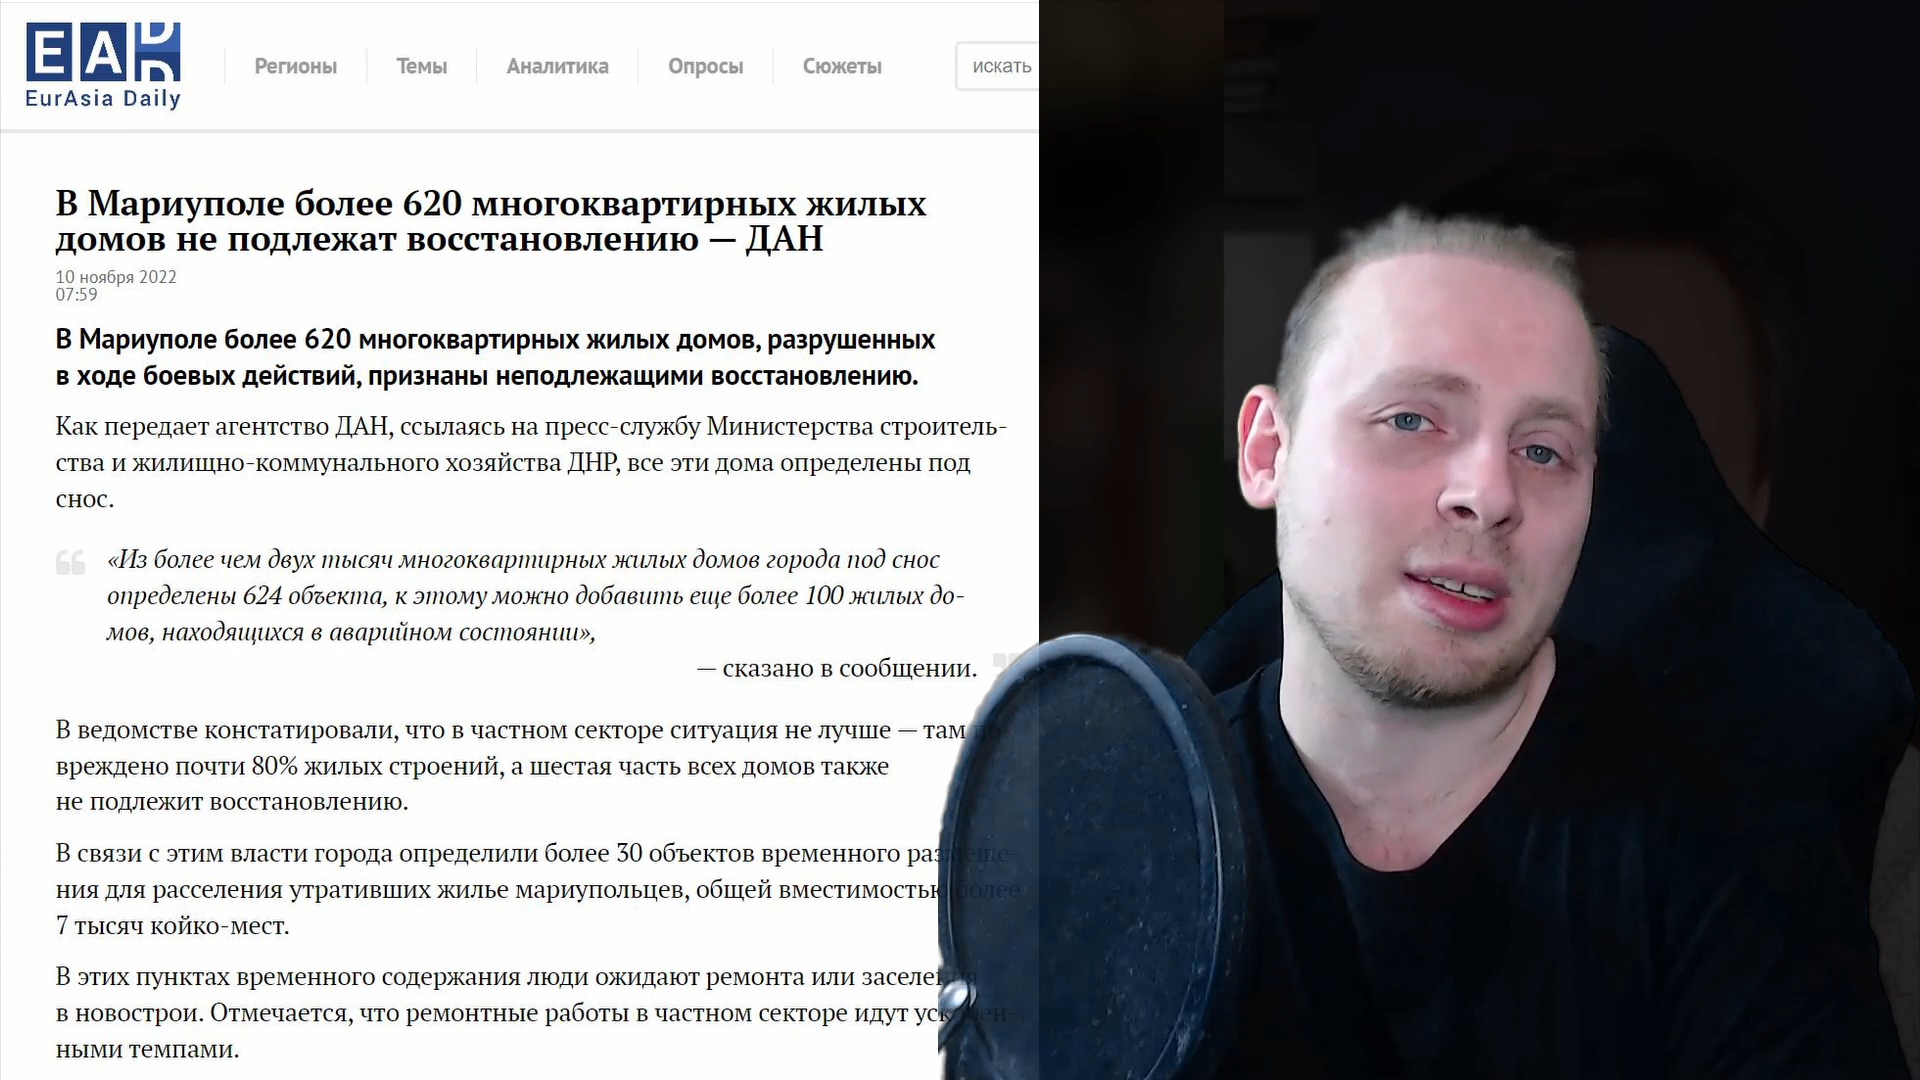 EAD
EurAsia Daily
Регионы
Темы
Аналитика
Опросы
Сюжеты
искать
В Мариуполе более 620 многоквартирных жилых
домов не подлежат восстановлению — ДАН
10 ноября 2022
07:59
В Мариуполе более 620 многоквартирных жилых домов, разрушенных
в ходе боевых действий, признаны неподлежащими восстановлению.
Как передает агентство ДАН, ссылаясь на пресс-службу Министерства строитель-
ства и жилищно-коммунального хозяйства ДНР, все эти дома определены под
снос.
«Из более чем двух тысяч многоквартирных жилых домов города под снос
определены 624 объекта, к этому можно добавить еще более 100 жилых до-
мов, находящихся в аварийном состоянии»,
— сказано в сообщении.
В ведомстве констатировали, что в частном секторе ситуация не лучше — там по-
вреждено почти 80% жилых строений, а шестая часть всех домов также
не подлежит восстановлению.
В связи с этим власти города определили более 30 объектов временного размеще-
ния для расселения утративших жилье мариупольцев, общей вместимостью более
7 тысяч койко-мест.
В этих пунктах временного содержания люди ожидают ремонта или заселения
в новострои. Отмечается, что ремонтные работы в частном секторе идут ускорен-
ными темпами.